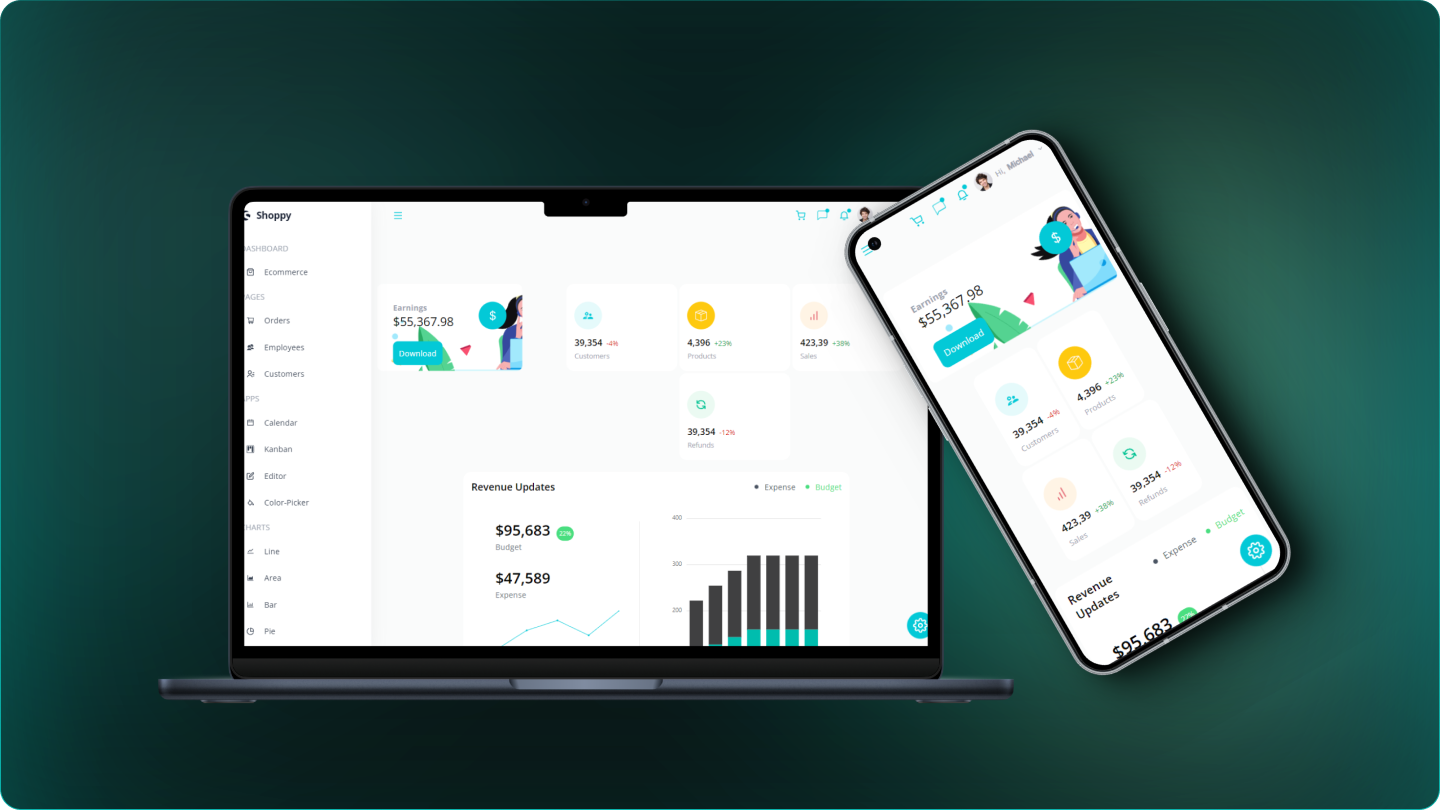 Shoppy
DASHBOARD
Ecommerce
AGES
Orders
Employees
Customers
PPS
Calendar
Kanban
Editor
Color-Picker
HARTS
Line
Area
Bar
Pie
Earnings
$55,367.98
Download
$
39,354 -4%
Customers
4,396 +23%
Products
423,39 +38%
Sales
39,354 -12%
Refunds
Revenue Updates
Expense
Budget
$95,683 22%
Budget
$47,589
Expense
400
300
200
Hi, Michael
Earnings
$55,367.98
Download
$
39,354 -4%
Customers
4,396 +23%
Products
423,39 +38%
Sales
39,354 -12%
Refunds
Expense
Budget
Revenue
Updates
$95,683 22%